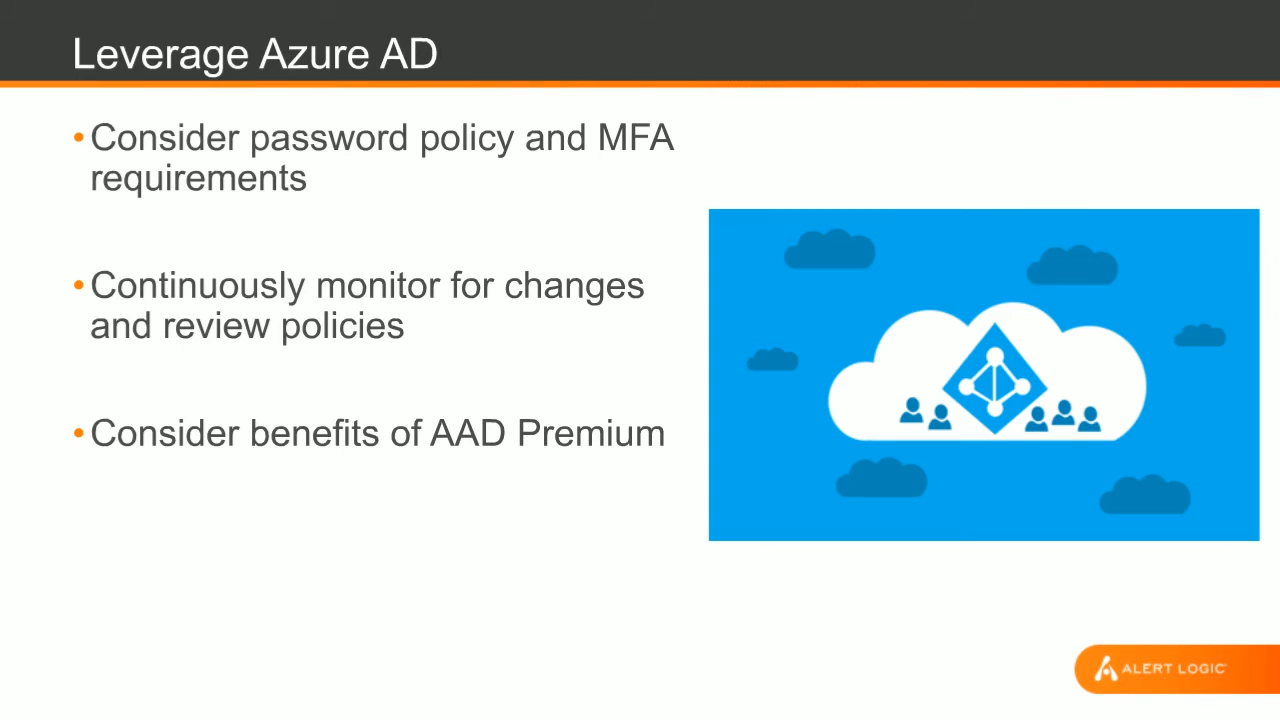 Leverage Azure AD
•Consider password policy and MFA
requirements
•Continuously monitor for changes
and review policies
•Consider benefits of AAD Premium
ALERT LOGIC